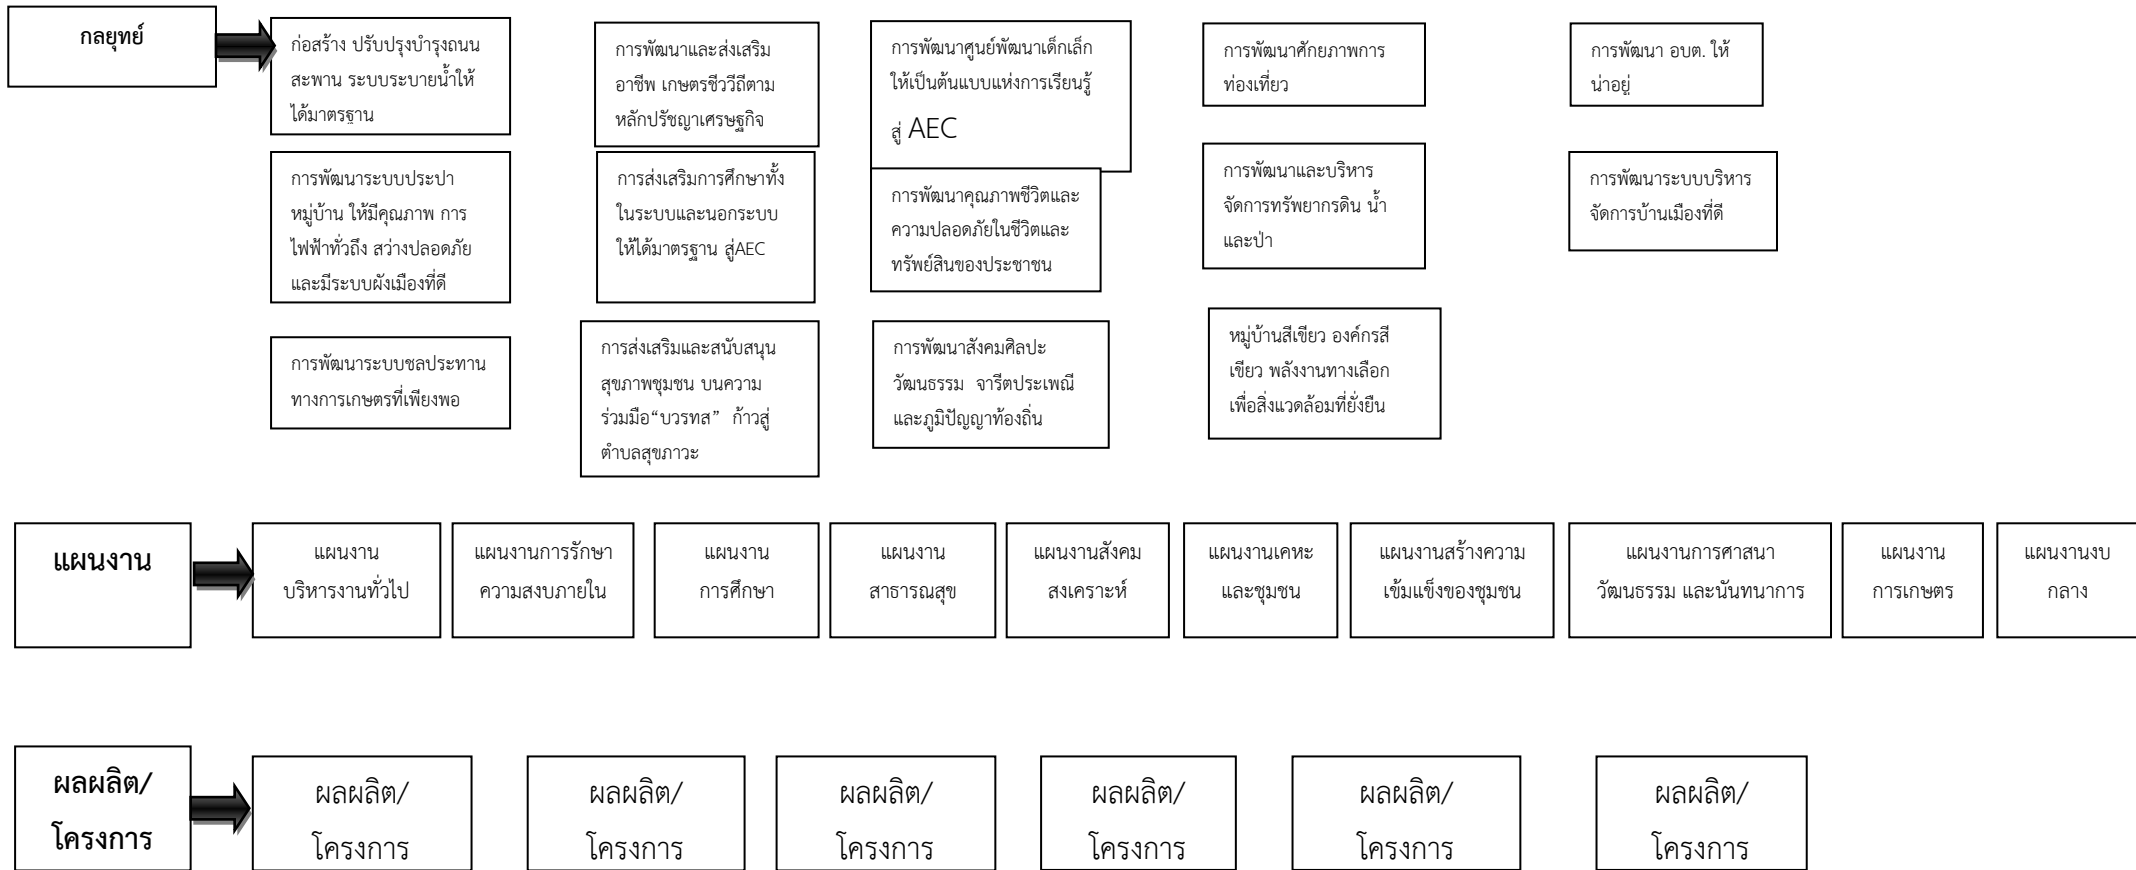 กลยุทย์
ก่อสร้าง ปรับปรุงบำรุงถนน
สะพาน ระบบระบายน้ำให้
ได้มาตรฐาน
การพัฒนาและส่งเสริม
อาชีพ เกษตรชีววีถีตาม
หลักปรัชญาเศรษฐกิจ
การพัฒนาศูนย์พัฒนาเด็กเล็ก
ให้เป็นต้นแบบแห่งการเรียนรู้
สู่ AEC
การพัฒนาศักยภาพการ
ท่องเที่ยว
การพัฒนา อบต. ให้
น่าอยู่
การพัฒนาระบบประปา
หมู่บ้าน ให้มีคุณภาพ การ
ไฟฟ้าทั่วถึง สว่างปลอดภัย
และมีระบบผังเมืองที่ดี
การส่งเสริมการศึกษาทั้ง
ในระบบและนอกระบบ
ให้ได้มาตรฐาน สู่AEC
การพัฒนาคุณภาพชีวิตและ
ความปลอดภัยในชีวิตและ
ทรัพย์สินของประชาชน
การพัฒนาและบริหาร
จัดการทรัพยากรดิน น้ำ
และป่า
การพัฒนาระบบบริหาร
จัดการบ้านเมืองที่ดี
การพัฒนาระบบชลประทาน
ทางการเกษตรที่เพียงพอ
การส่งเสริมและสนับสนุน
สุขภาพชุมชน บนความ
ร่วมมือ“บวรทส” ก้าวสู่
ตำบลสุขภาวะ
การพัฒนาสังคมศิลปะ
วัฒนธรรม จารีตประเพณี
และภูมิปัญญาท้องถิ่น
หมู่บ้านสีเขียว องค์กรสี
เขียว พลังงานทางเลือก
เพื่อสิ่งแวดล้อมที่ยั่งยืน
แผนงาน
แผนงาน
บริหารงานทั่วไป
แผนงานการรักษา
ความสงบภายใน
แผนงาน
การศึกษา
แผนงาน
สาธารณสุข
แผนงานสังคม
สงเคราะห์
แผนงานเคหะ
และชุมชน
แผนงานสร้างความ
เข้มแข็งของชุมชน
แผนงานการศาสนา
วัฒนธรรม และนันทนาการ
แผนงาน
การเกษตร
แผนงานงบ
กลาง
ผลผลิต/
โครงการ
ผลผลิต/
โครงการ
ผลผลิต/
โครงการ
ผลผลิต/
โครงการ
ผลผลิต/
โครงการ
ผลผลิต/
โครงการ
ผลผลิต/
โครงการ